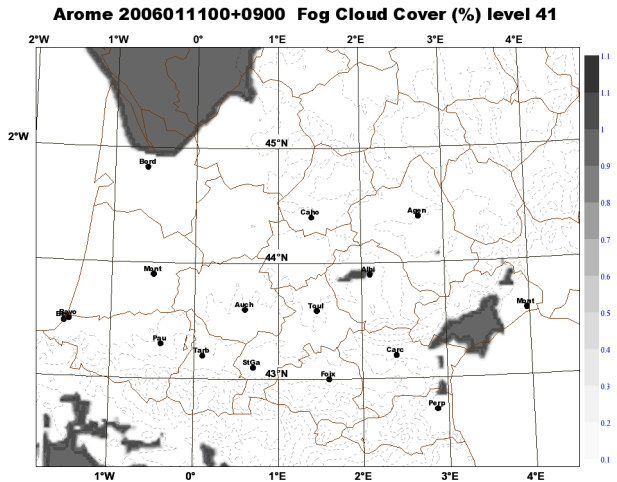 Arome 2006011100+0900  Fog Cloud Cover (%) level 41
2°W 1°W 0° 1°E 2°E 3°E 4°E
1.1
1.1
2°W
1
45°N
Bord
0.9
0.8
Caho Agen
0.7
44°N
Mont Albi
0.6
Auch Toul Mont
Bayo
0.5
Pau Tarb Carc
0.4
StGa
43°N
Foix
0.3
Perp
0.2
0.1
1°W 0° 1°E 2°E 3°E 4°E